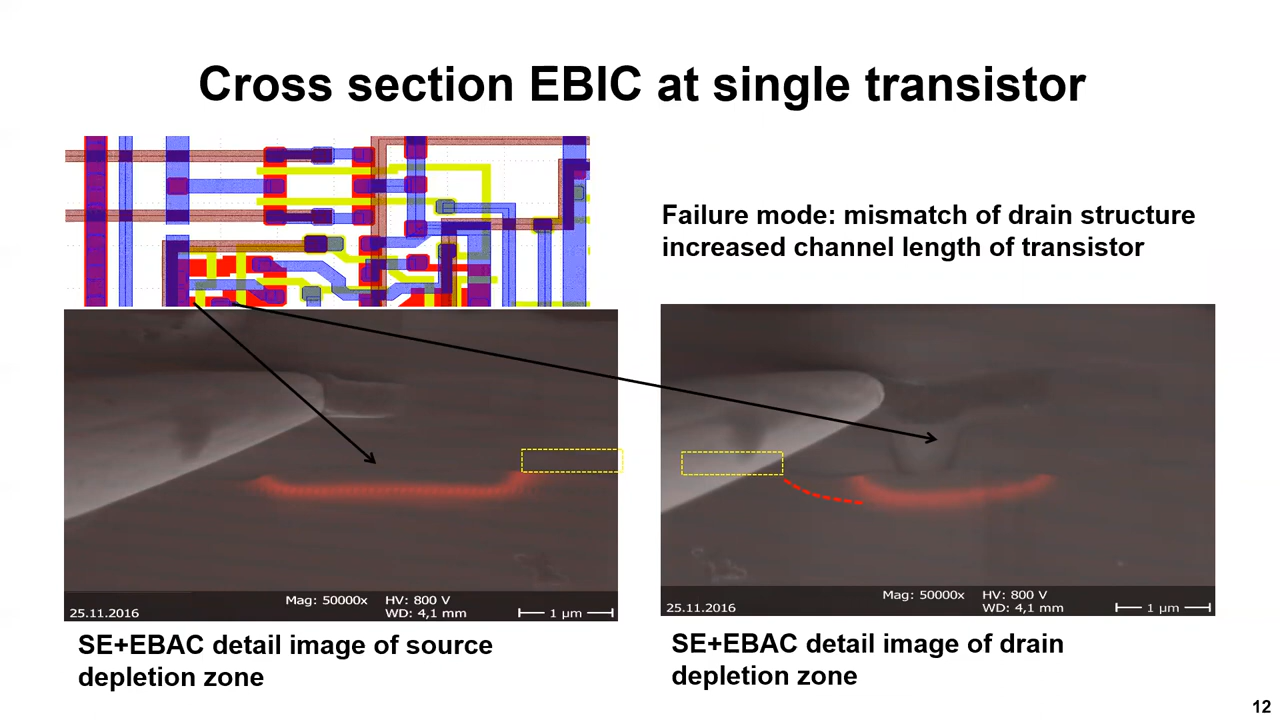 Cross section EBIC at single transistor
Failure mode: mismatch of drain structure
increased channel length of transistor
Mag: 50000x HV: 800 V
25.11.2016 WD: 4,1 mm 1 µm
Mag: 50000x HV: 800 V
25.11.2016 WD: 4,1 mm 1 µm
SE+EBAC detail image of source
depletion zone
SE+EBAC detail image of drain
depletion zone
12